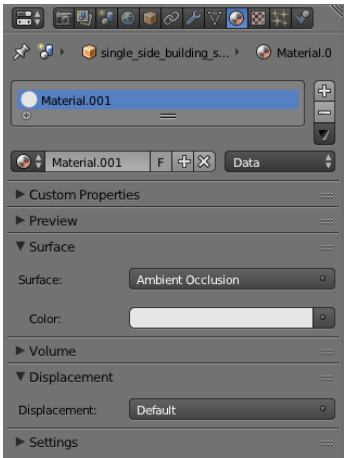 single_side_building_s... Material.0
Material.001
Material.001 F Data
Custom Properties
Preview
Surface
Surface: Ambient Occlusion
Color:
Volume
Displacement
Displacement: Default
Settings